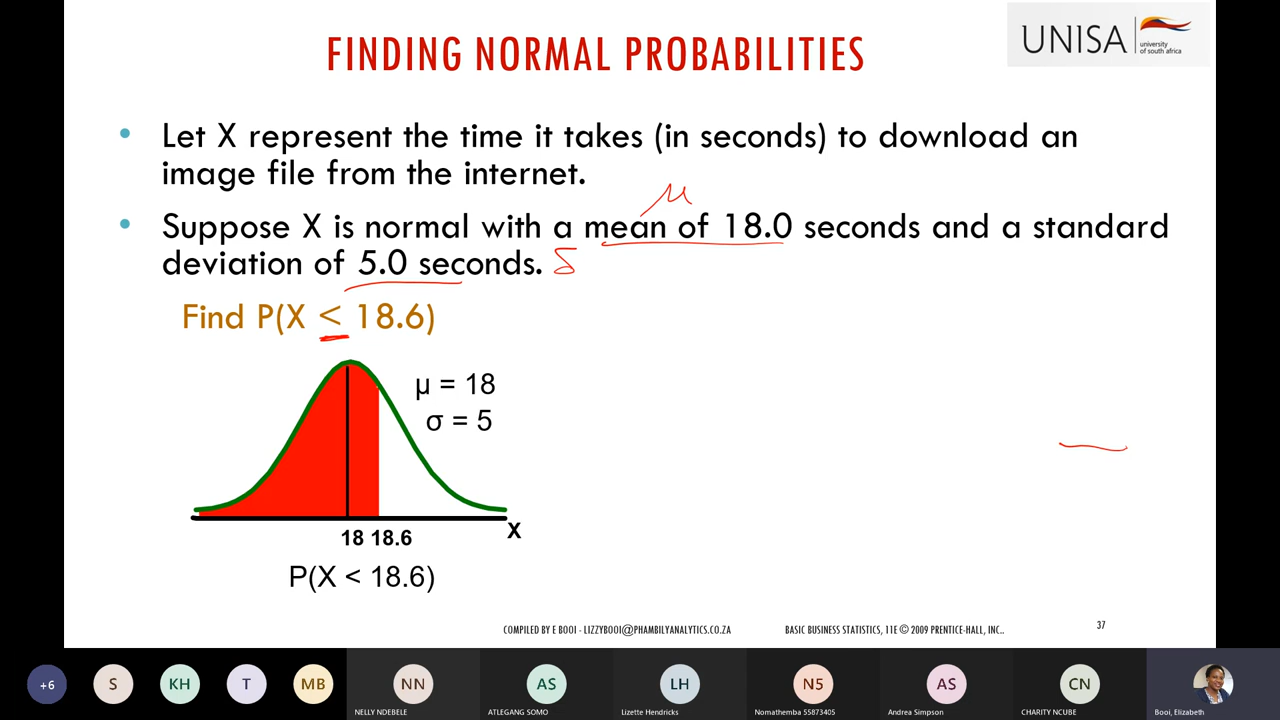 FINDING NORMAL PROBABILITIES
UNISA
university
of south africa
• Let X represent the time it takes (in seconds) to download an
image file from the internet.
μ
• Suppose X is normal with a mean of 18.0 seconds and a standard
deviation of 5.0 seconds. δ
Find P(X < 18.6)
μ = 18
σ = 5
18 18.6
X
P(X < 18.6)
COMPILED BY E BOOI - LIZZYBOOI@PHAMBILYANALYTICS.CO.ZA BASIC BUSINESS STATISTICS, 11E © 2009 PRENTICE-HALL, INC.. 37
+6 S KH T MB NN AS LH N5 AS CN
NELLY NDEBELE ATLEGANG SOMO Lizette Hendricks Nomathemba 55873405 Andrea Simpson CHARITY NCUBE Booi, Elizabeth